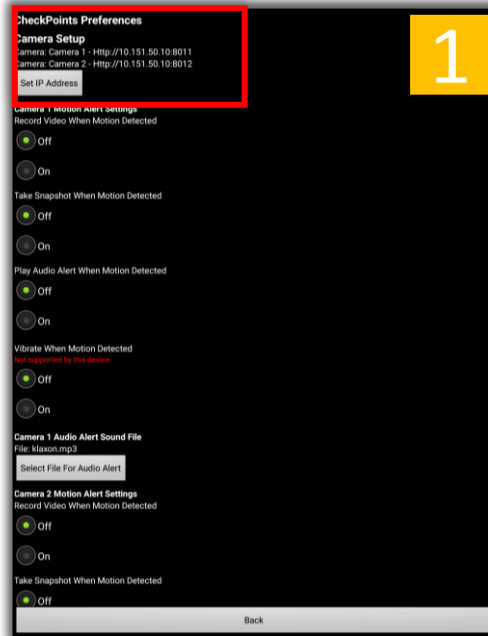 CheckPoints Preferences
1
Camera Setup
Camera: Camera 1 - Http://10.151.50.10:8011
Camera: Camera 2 - Http://10.151.50.10:8012
Set IP Address
Camera 1 Motion Alert Settings
Record Video When Motion Detected
Off
On
Take Snapshot When Motion Detected
Off
On
Play Audio Alert When Motion Detected
Off
On
Vibrate When Motion Detected
Not supported by this device
Off
On
Camera 1 Audio Alert Sound File
File: klaxon.mp3
Select File For Audio Alert
Camera 2 Motion Alert Settings
Record Video When Motion Detected
Off
On
Take Snapshot When Motion Detected
Off
Back